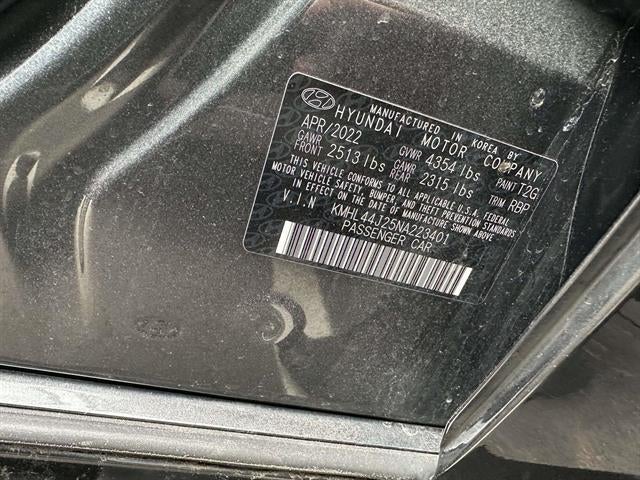 MANUFACTURED IN KOREA BY
HYUNDAI MOTOR COMPANY
APR/2022 GVWR 4354 lbs PAINT T2G
GAWR FRONT 2513 lbs GAWR REAR 2315 lbs TRIM RBP
THIS VEHICLE CONFORMS TO ALL APPLICABLE U.S.A. FEDERAL
MOTOR VEHICLE SAFETY, BUMPER, AND THEFT PREVENTION STANDARDS
IN EFFECT ON THE DATE OF MANUFACTURE SHOWN ABOVE
V.I.N KMHL44J25NA223401
PASSENGER CAR